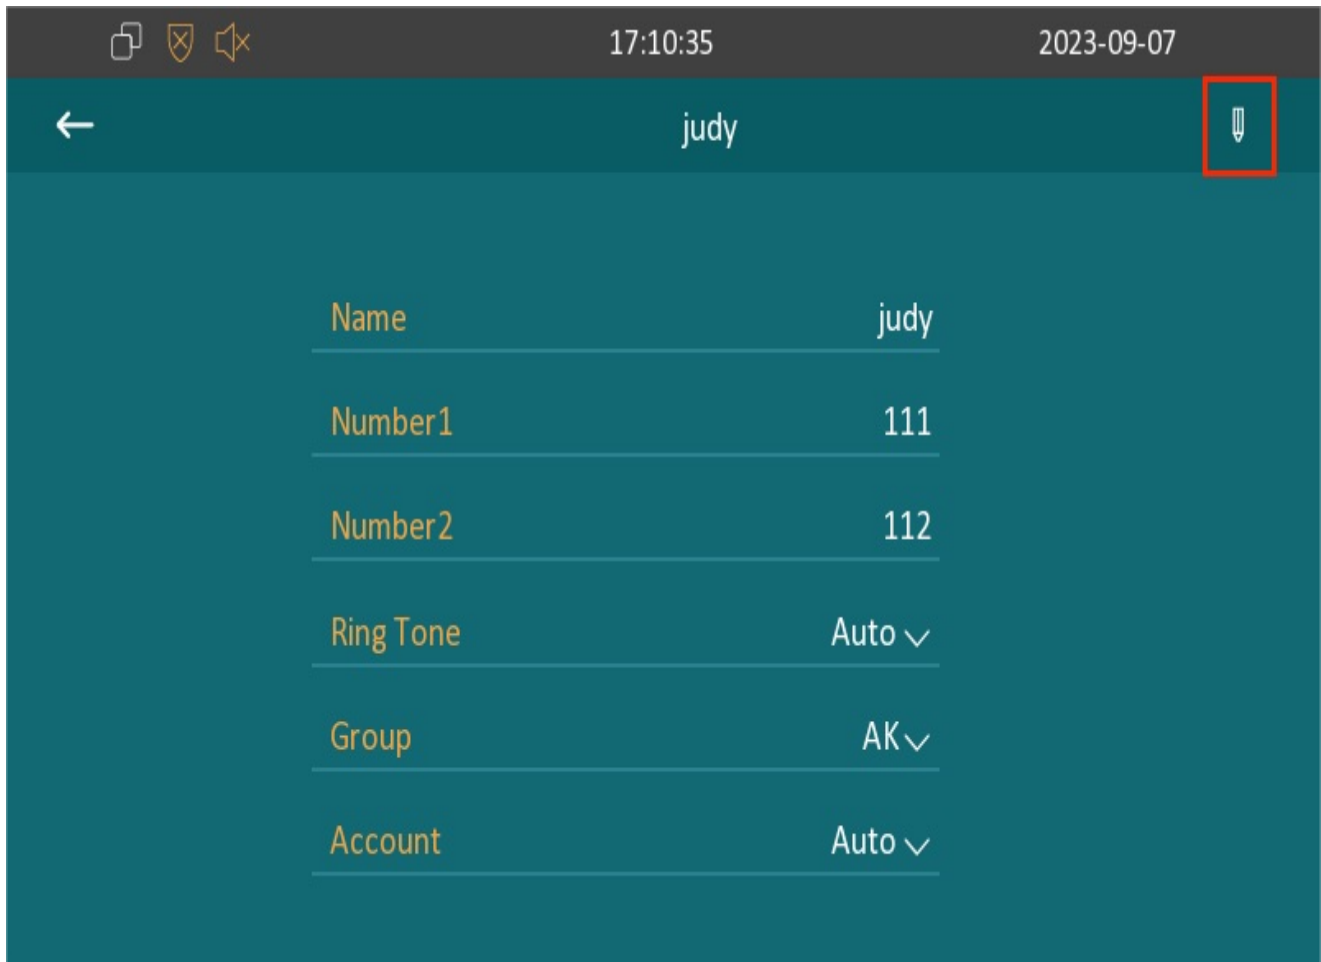 17:10:35 2023-09-07
judy
Name judy
Number1 111
Number2 112
Ring Tone Auto
Group AK
Account Auto